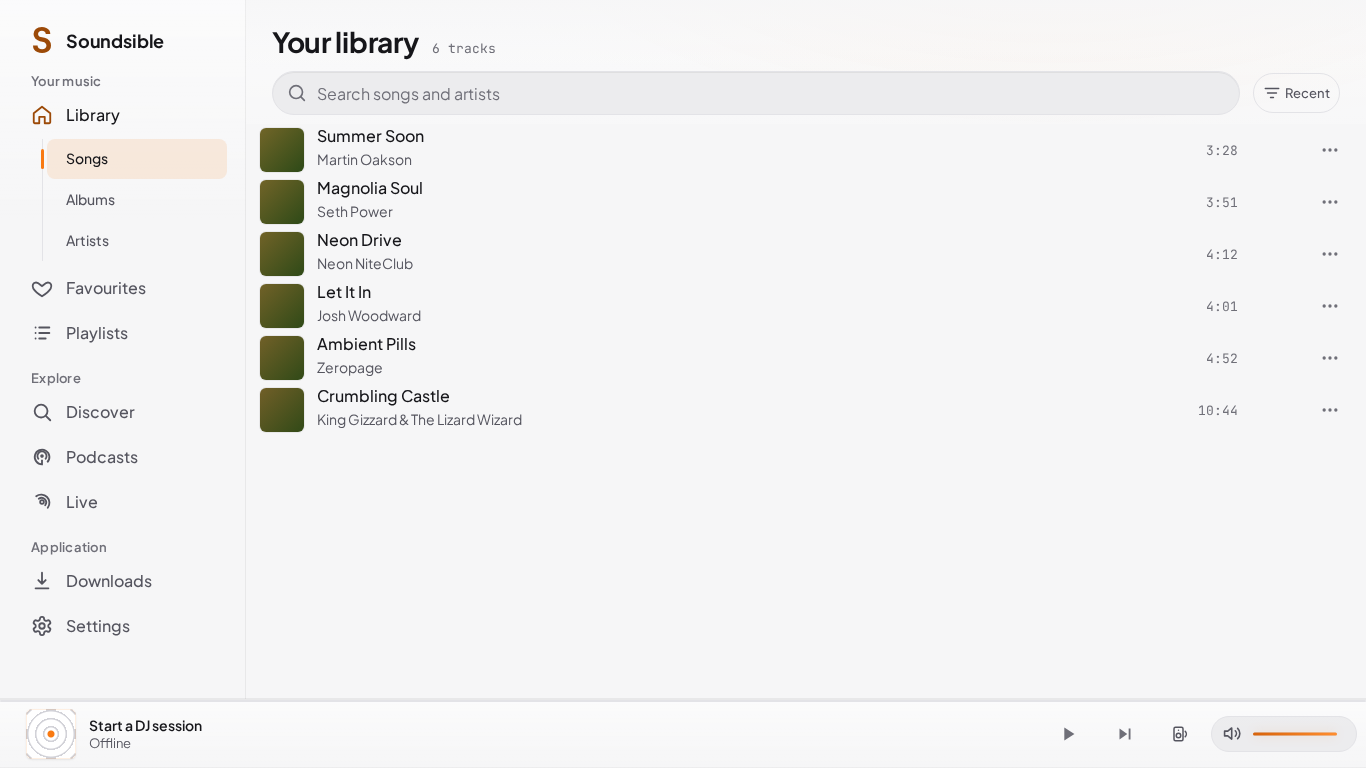 S Soundsible
Your music
Library
Songs
Albums
Artists
Favourites
Playlists
Explore
Discover
Podcasts
Live
Application
Downloads
Settings
Your library 6 tracks
Search songs and artists
Recent
Summer Soon
Martin Oakson
3:28
Magnolia Soul
Seth Power
3:51
Neon Drive
Neon NiteClub
4:12
Let It In
Josh Woodward
4:01
Ambient Pills
Zeropage
4:52
Crumbling Castle
King Gizzard & The Lizard Wizard
10:44
Start a DJ session
Offline